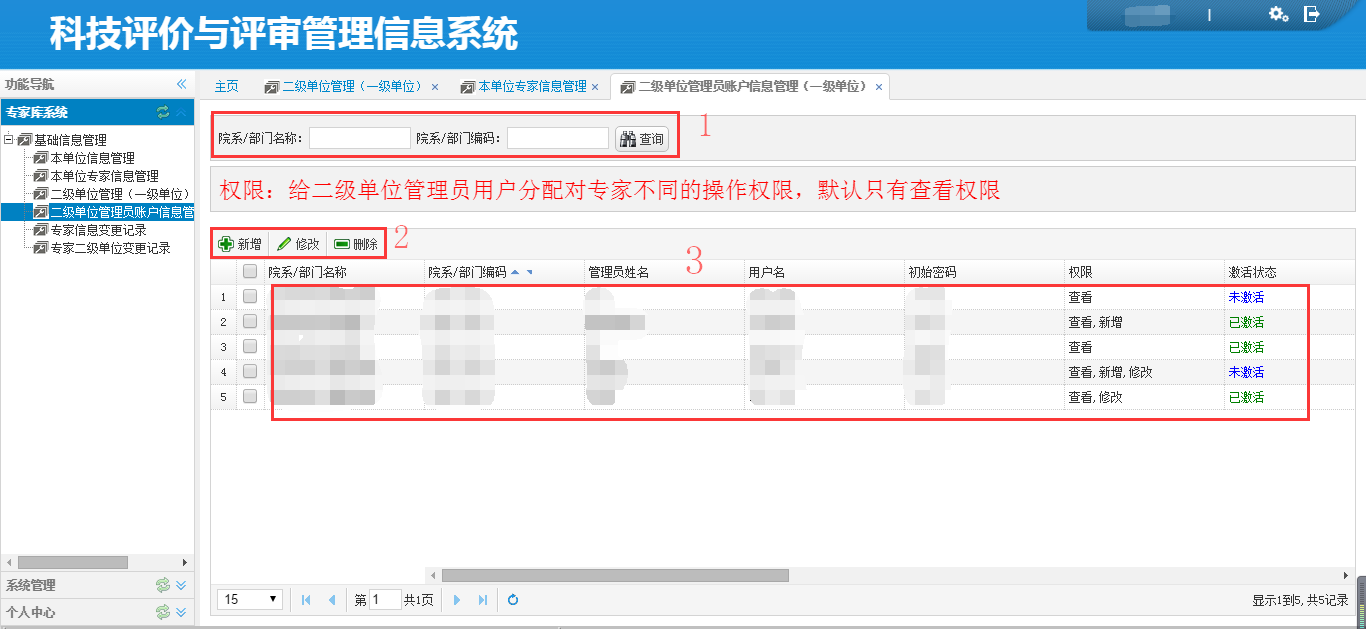 科技评价与评审管理信息系统
功能导航
主页
二级单位管理（一级单位）
本单位专家信息管理
二级单位管理员账户信息管理（一级单位）
专家库系统
基础信息管理
本单位信息管理
本单位专家信息管理
二级单位管理（一级单位）
二级单位管理员账户信息管
专家信息变更记录
专家二级单位变更记录
系统管理
个人中心
院系/部门名称： 院系/部门编码： 查询
1
权限：给二级单位管理员用户分配对专家不同的操作权限，默认只有查看权限
新增 修改 删除
2
3
院系/部门名称 院系/部门编码 管理员姓名 用户名 初始密码 权限 激活状态
1 查看 未激活
2 查看,新增 已激活
3 查看 已激活
4 查看,新增,修改 未激活
5 查看,修改 已激活
15 第 1 共1页 显示1到5, 共5记录